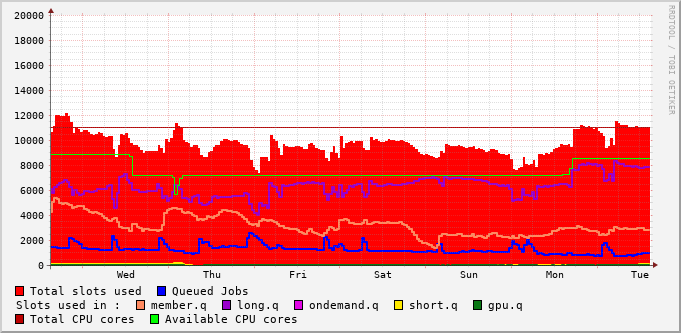 20000
18000
16000
14000
12000
10000
8000
6000
4000
2000
0
Wed Thu Fri Sat Sun Mon Tue
RRDTOOL / TOBI OETIKER
Total slots used Queued Jobs
Slots used in : member.q long.q ondemand.q short.q gpu.q
Total CPU cores Available CPU cores